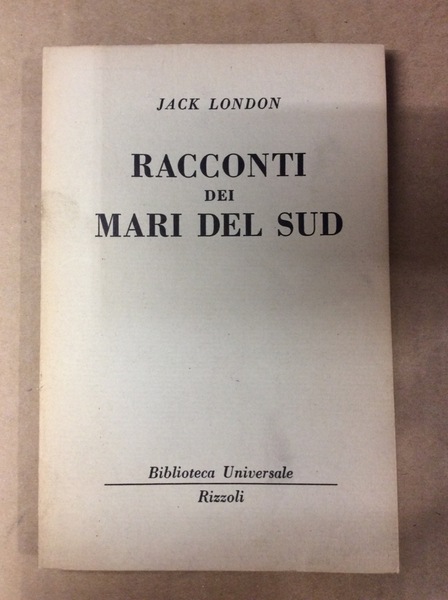 JACK LONDON
RACCONTI
DEI
MARI DEL SUD
Biblioteca Universale
Rizzoli